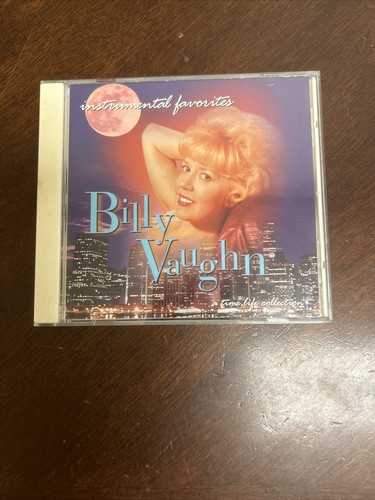 instrumental favorites
Billy
Vaughn
a time life collection